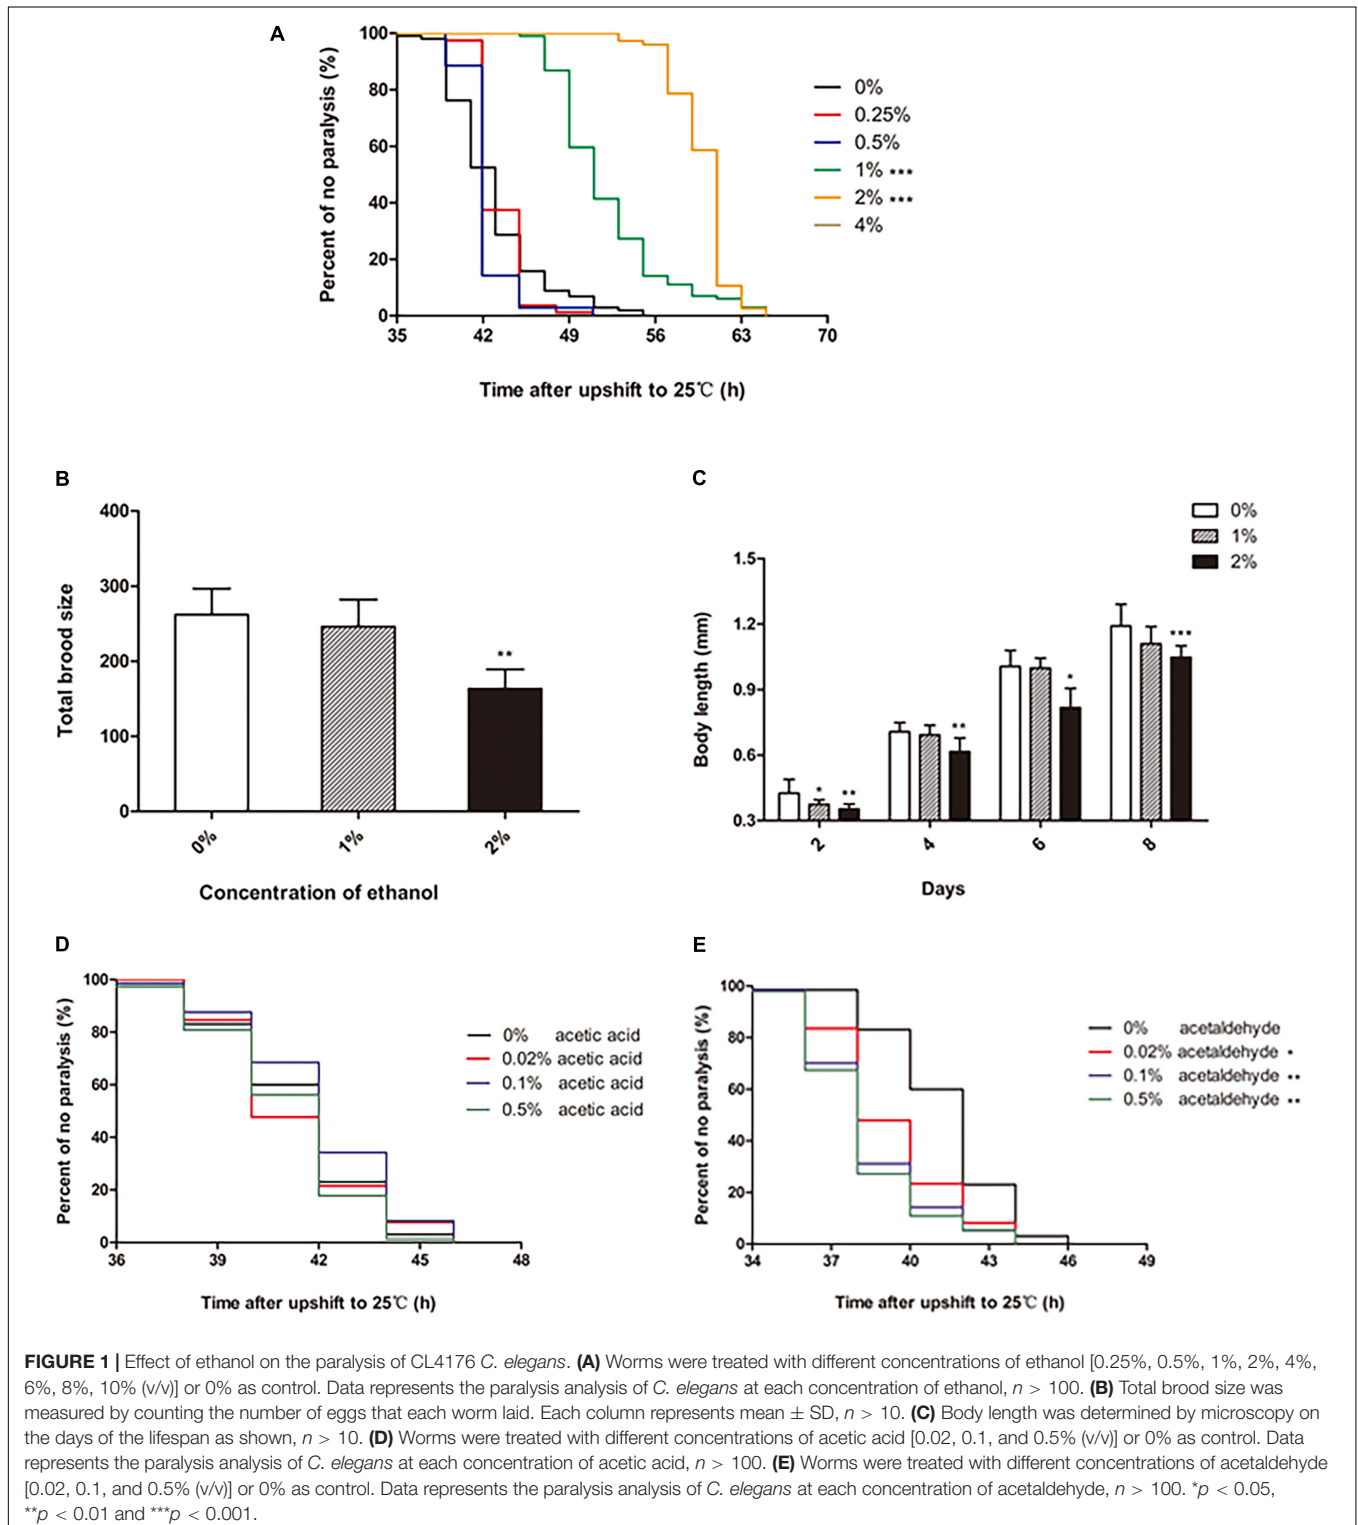 A
100
80
60
40
20
0
Percent of no paralysis (%)
35 42 49 56 63 70
Time after upshift to 25℃ (h)
0%
0.25%
0.5%
1% ***
2% ***
4%
B
400
300
200
100
0
Total brood size
**
0% 1% 2%
Concentration of ethanol
C
0%
1%
2%
1.5
1.2
0.9
0.6
0.3
Body length (mm)
* ** ** * ***
2 4 6 8
Days
D
100
80
60
40
20
0
Percent of no paralysis (%)
36 39 42 45 48
Time after upshift to 25℃ (h)
0% acetic acid
0.02% acetic acid
0.1% acetic acid
0.5% acetic acid
E
100
80
60
40
20
0
Percent of no paralysis (%)
34 37 40 43 46 49
Time after upshift to 25℃ (h)
0% acetaldehyde
0.02% acetaldehyde *
0.1% acetaldehyde **
0.5% acetaldehyde **
FIGURE 1 | Effect of ethanol on the paralysis of CL4176 C. elegans. (A) Worms were treated with different concentrations of ethanol [0.25%, 0.5%, 1%, 2%, 4%,
6%, 8%, 10% (v/v)] or 0% as control. Data represents the paralysis analysis of C. elegans at each concentration of ethanol, n > 100. (B) Total brood size was
measured by counting the number of eggs that each worm laid. Each column represents mean ± SD, n > 10. (C) Body length was determined by microscopy on
the days of the lifespan as shown, n > 10. (D) Worms were treated with different concentrations of acetic acid [0.02, 0.1, and 0.5% (v/v)] or 0% as control. Data
represents the paralysis analysis of C. elegans at each concentration of acetic acid, n > 100. (E) Worms were treated with different concentrations of acetaldehyde
[0.02, 0.1, and 0.5% (v/v)] or 0% as control. Data represents the paralysis analysis of C. elegans at each concentration of acetaldehyde, n > 100. *p < 0.05,
**p < 0.01 and ***p < 0.001.